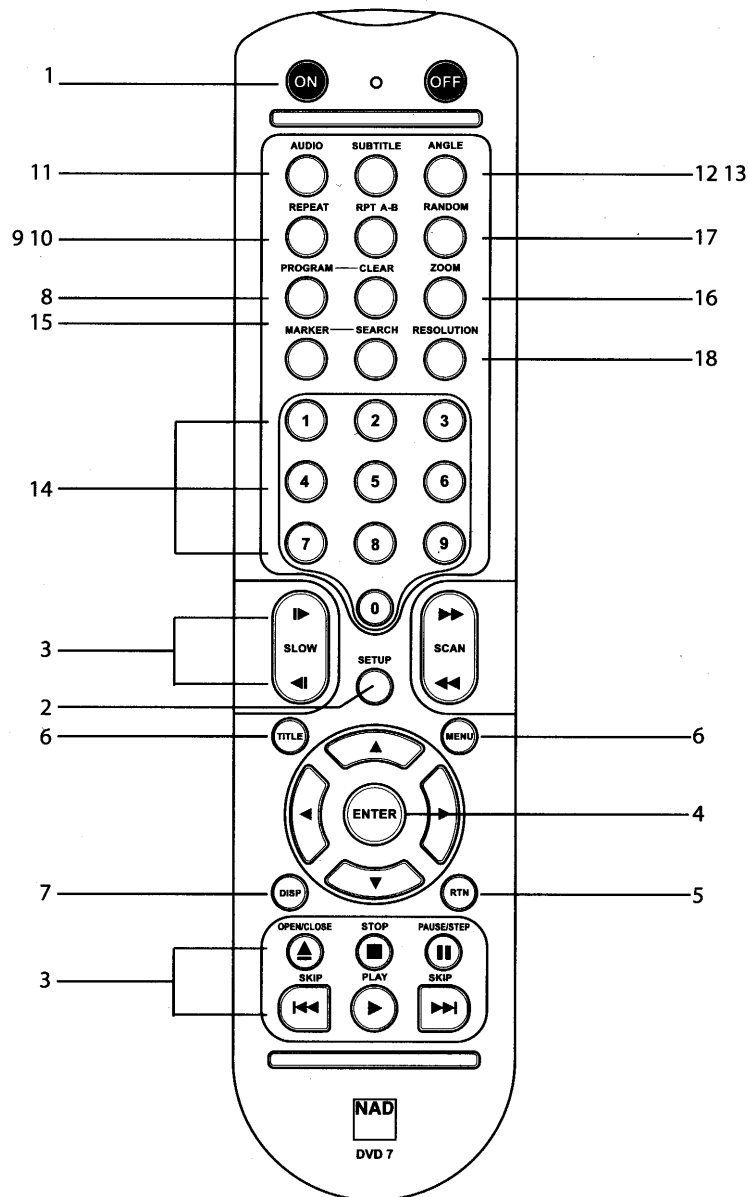 1 ON OFF
AUDIO SUBTITLE ANGLE
11 12 13
REPEAT RPT A-B RANDOM
9 10 17
PROGRAM CLEAR ZOOM
8 16
15
MARKER SEARCH RESOLUTION
18
1 2 3
14 4 5 6
7 8 9
0
3 SLOW SCAN
SETUP
2
6 TITLE MENU 6
ENTER 4
7 DISP RTN 5
OPEN/CLOSE STOP PAUSE/STEP
SKIP PLAY SKIP
3
NAD
DVD 7